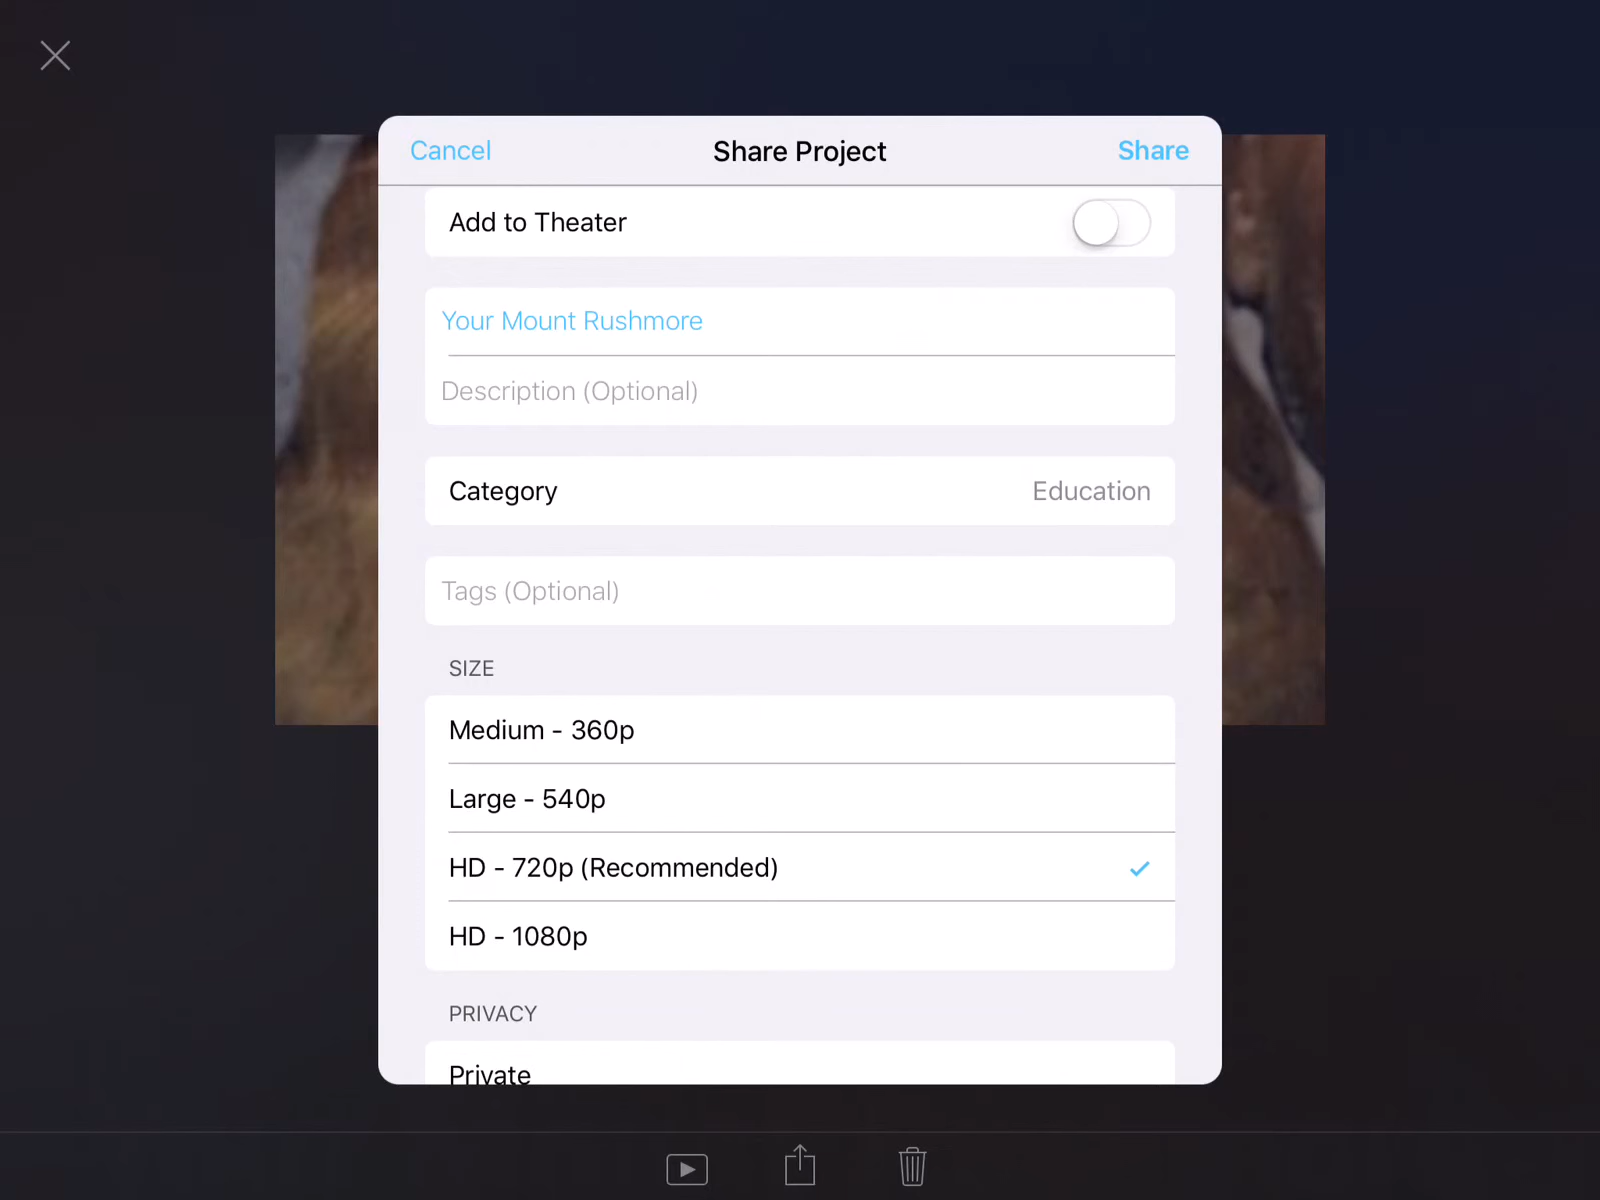 Cancel Share Project Share
Add to Theater
Your Mount Rushmore
Description (Optional)
Category Education
Tags (Optional)
SIZE
Medium - 360p
Large - 540p
HD - 720p (Recommended)
HD - 1080p
PRIVACY
Private